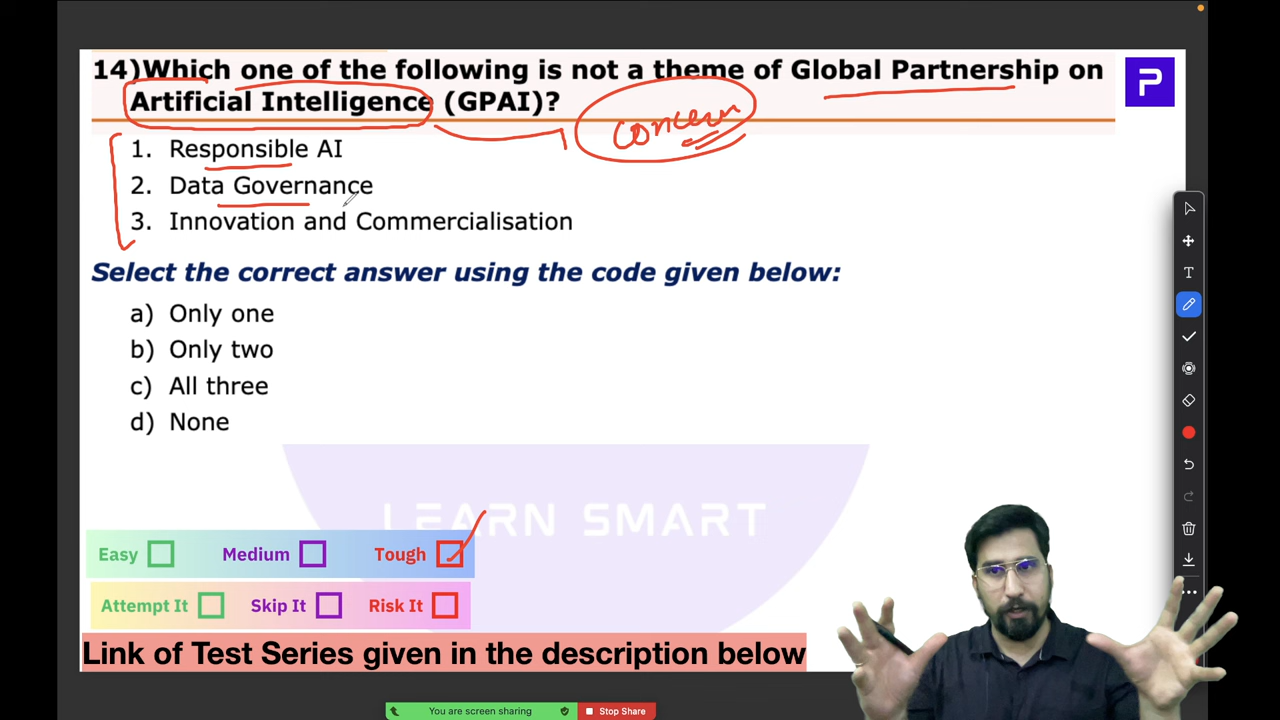 14)Which one of the following is not a theme of Global Partnership on
Artificial Intelligence (GPAI)?
concern
1. Responsible AI
2. Data Governance
3. Innovation and Commercialisation
Select the correct answer using the code given below:
a) Only one
b) Only two
c) All three
d) None
LEARN SMART
Easy Medium Tough
Attempt It Skip It Risk It
Link of Test Series given in the description below
You are screen sharing Stop Share
P
T